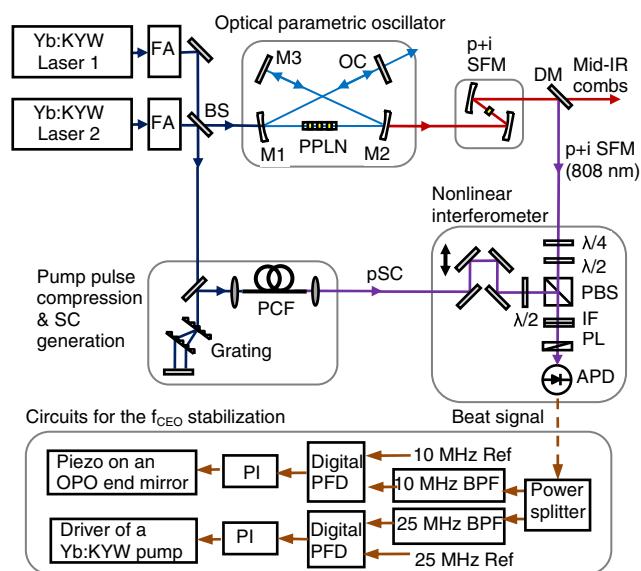 Optical parametric oscillator
Yb:KYW
Laser 1
FA
M3
OC
p+i
SFM
DM
Mid-IR
combs
Yb:KYW
Laser 2
FA
BS
M1
PPLN
M2
p+i SFM
(808 nm)
Nonlinear
interferometer
λ/4
λ/2
Pump pulse
compression
& SC
generation
PCF
pSC
λ/2
PBS
IF
PL
Grating
APD
Circuits for the fCEO stabilization
Beat signal
Piezo on an
OPO end mirror
PI
Digital
PFD
10 MHz Ref
10 MHz BPF
Power
splitter
Driver of a
Yb:KYW pump
PI
Digital
PFD
25 MHz BPF
25 MHz Ref